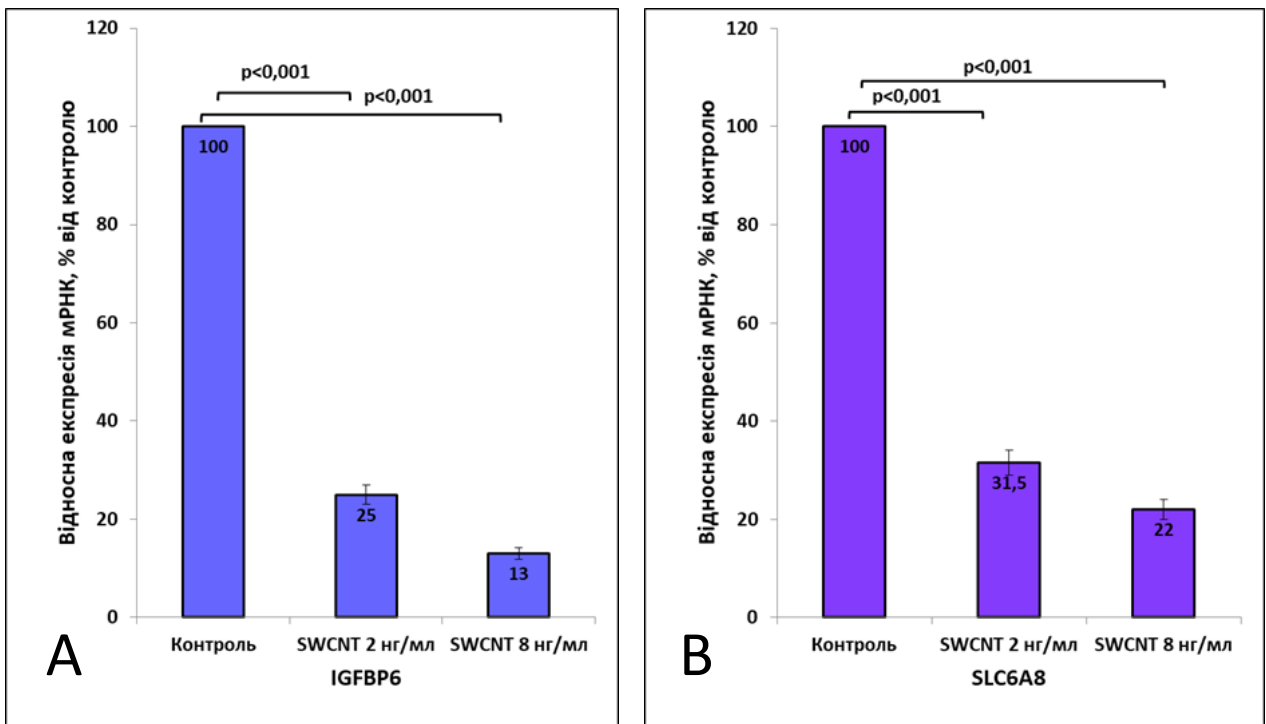 Відносна експресія мРНК, % від контролю
120
100
80
60
40
20
0
p<0,001
p<0,001
100
25
13
Контроль
SWCNT 2 нг/мл
SWCNT 8 нг/мл
IGFBP6
A
Відносна експресія мРНК, % від контролю
120
100
80
60
40
20
0
p<0,001
p<0,001
100
31,5
22
Контроль
SWCNT 2 нг/мл
SWCNT 8 нг/мл
SLC6A8
B